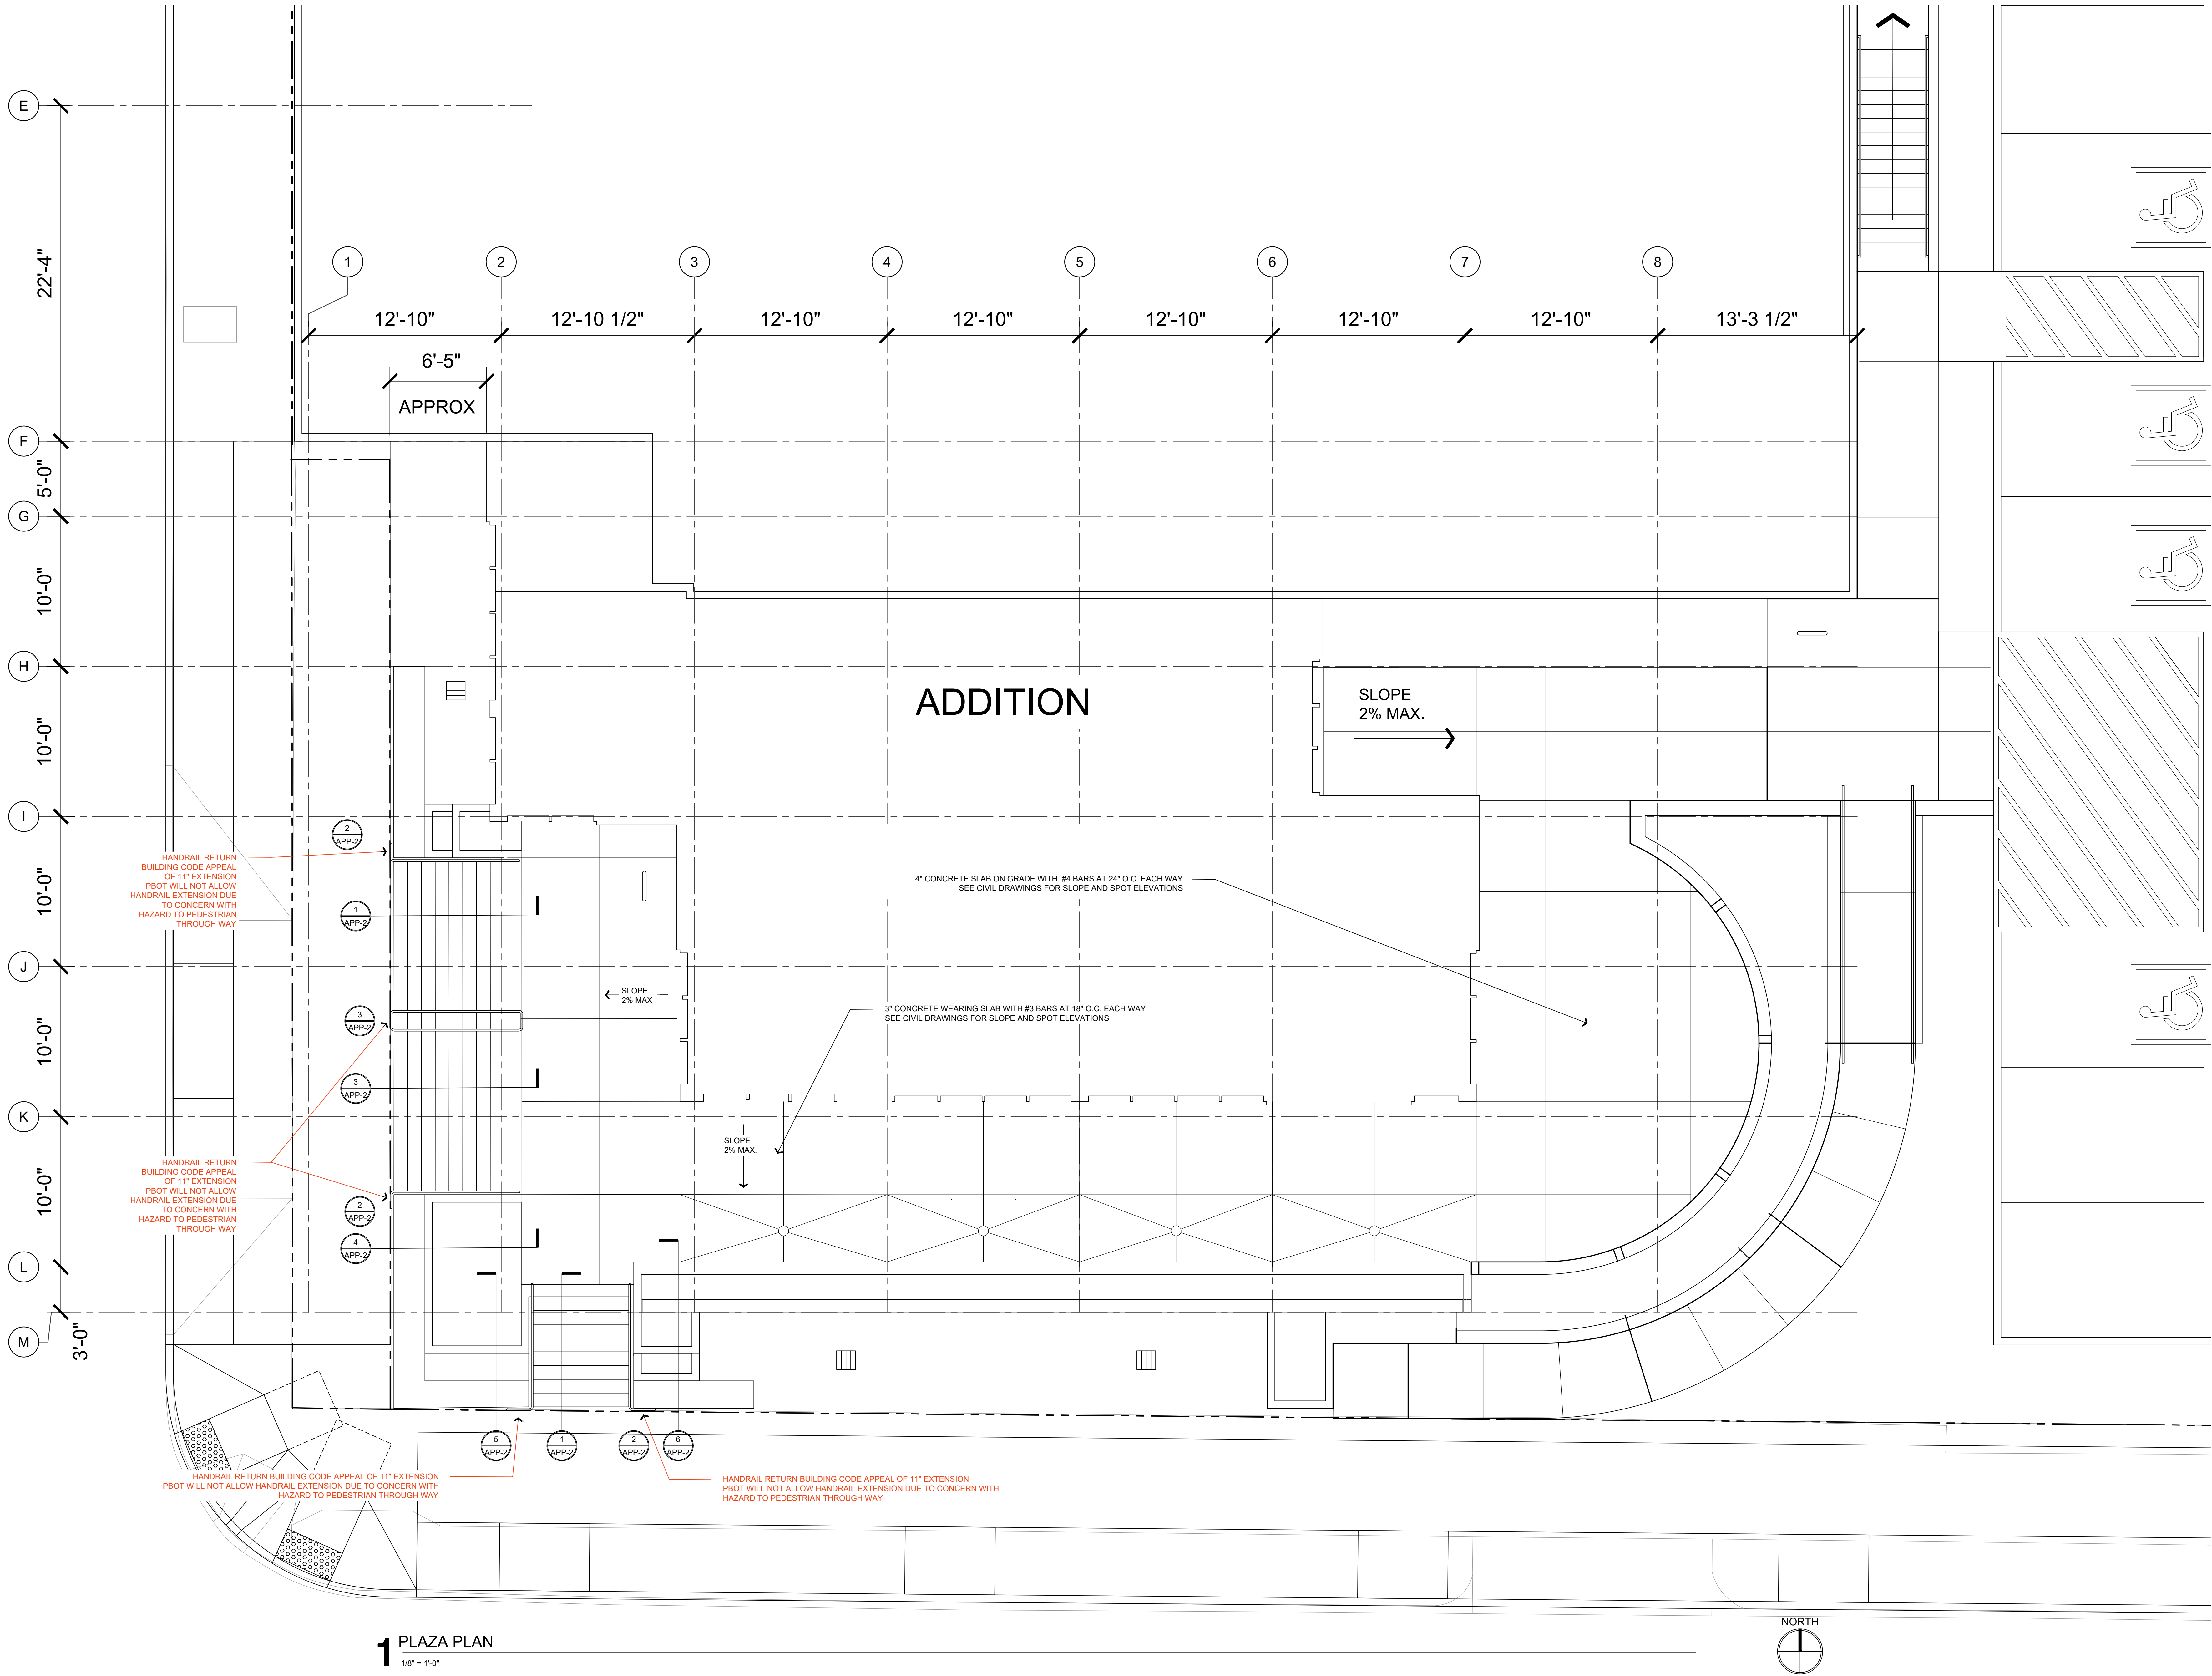 E
22'-4"
1
2
3
4
5
6
7
8
12'-10"
12'-10 1/2"
12'-10"
12'-10"
12'-10"
12'-10"
12'-10"
13'-3 1/2"
6'-5"
APPROX
F
5'-0"
G
10'-0"
H
ADDITION
SLOPE
2% MAX.
10'-0"
I
2
APP-2
HANDRAIL RETURN
BUILDING CODE APPEAL
OF 11" EXTENSION
PBOT WILL NOT ALLOW
HANDRAIL EXTENSION DUE
TO CONCERN WITH
HAZARD TO PEDESTRIAN
THROUGH WAY
10'-0"
1
APP-2
4" CONCRETE SLAB ON GRADE WITH #4 BARS AT 24" O.C. EACH WAY
SEE CIVIL DRAWINGS FOR SLOPE AND SPOT ELEVATIONS
J
SLOPE
2% MAX
3
APP-2
3" CONCRETE WEARING SLAB WITH #3 BARS AT 18" O.C. EACH WAY
SEE CIVIL DRAWINGS FOR SLOPE AND SPOT ELEVATIONS
10'-0"
3
APP-2
K
SLOPE
2% MAX.
HANDRAIL RETURN
BUILDING CODE APPEAL
OF 11" EXTENSION
PBOT WILL NOT ALLOW
HANDRAIL EXTENSION DUE
TO CONCERN WITH
HAZARD TO PEDESTRIAN
THROUGH WAY
10'-0"
2
APP-2
4
APP-2
L
M
3'-0"
5
APP-2
1
APP-2
2
APP-2
6
APP-2
HANDRAIL RETURN BUILDING CODE APPEAL OF 11" EXTENSION
PBOT WILL NOT ALLOW HANDRAIL EXTENSION DUE TO CONCERN WITH
HAZARD TO PEDESTRIAN THROUGH WAY
HANDRAIL RETURN BUILDING CODE APPEAL OF 11" EXTENSION
PBOT WILL NOT ALLOW HANDRAIL EXTENSION DUE TO CONCERN WITH
HAZARD TO PEDESTRIAN THROUGH WAY
1
PLAZA PLAN
1/8" = 1'-0"
NORTH